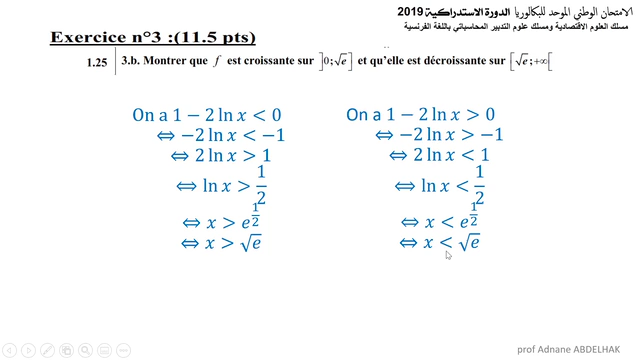 الامتحان الوطني الموحد للبكالوريا الدورة الاستدراكية 2019
مسلك العلوم الاقتصادية ومسلك علوم التدبير المحاسباتي باللغة الفرنسية
Exercice n°3 :(11.5 pts)
1.25 3.b. Montrer que f est croissante sur ]0;√e] et qu'elle est décroissante sur [√e;+∞[
On a 1 − 2 ln x < 0
⇔ −2 ln x < −1
⇔ 2 ln x > 1
⇔ ln x > 1/2
⇔ x > e^(1/2)
⇔ x > √e
On a 1 − 2 ln x > 0
⇔ −2 ln x > −1
⇔ 2 ln x < 1
⇔ ln x < 1/2
⇔ x < e^(1/2)
⇔ x < √e
prof Adnane ABDELHAK